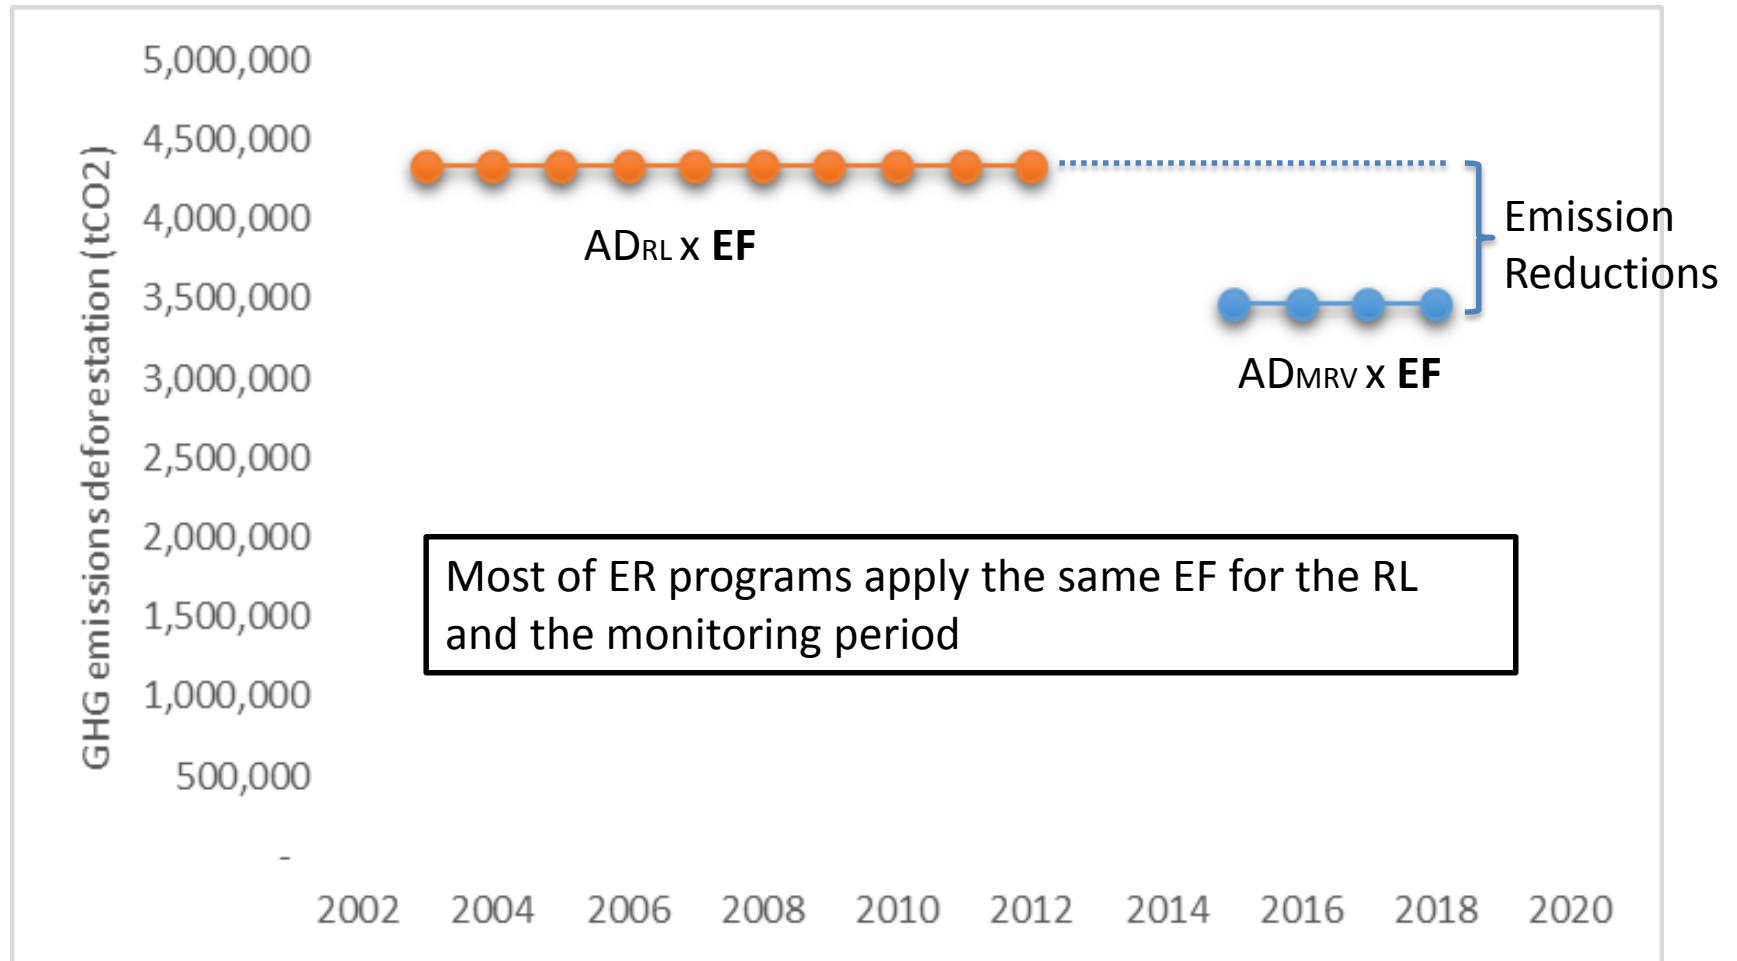 GHG emissions deforestation (tCO2)
5,000,000
4,500,000
4,000,000
3,500,000
3,000,000
2,500,000
2,000,000
1,500,000
1,000,000
500,000
-
ADRL x EF
Emission
Reductions
ADMRV x EF
Most of ER programs apply the same EF for the RL
and the monitoring period
2002 2004 2006 2008 2010 2012 2014 2016 2018 2020